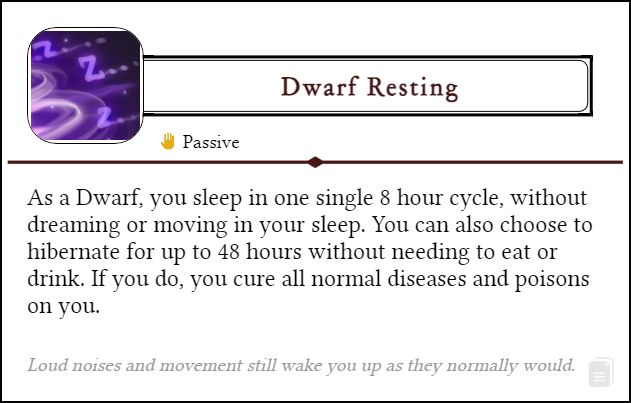 Dwarf Resting
Passive
As a Dwarf, you sleep in one single 8 hour cycle, without
dreaming or moving in your sleep. You can also choose to
hibernate for up to 48 hours without needing to eat or
drink. If you do, you cure all normal diseases and poisons
on you.
Loud noises and movement still wake you up as they normally would.